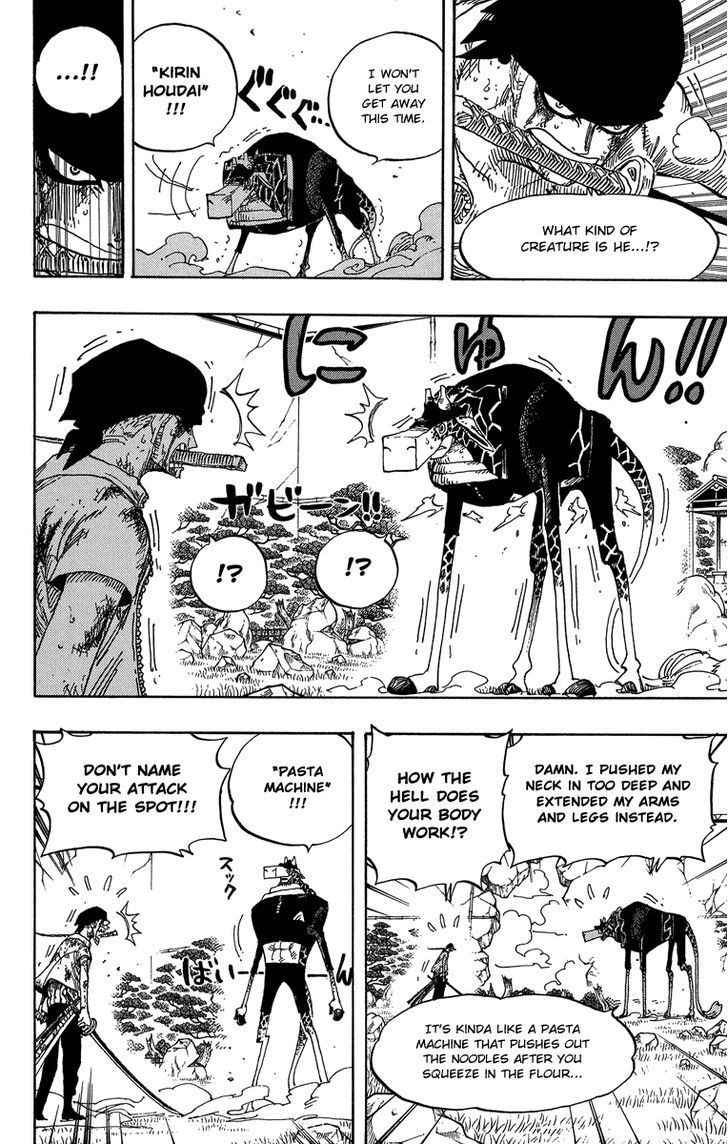 WHAT KIND OF
CREATURE IS HE...!?
I WON'T
LET YOU
GET AWAY
THIS TIME.
"KIRIN
HOUDAI"
!!!
ぐぐぐ…
...!!
にゅん!!
ガビーン!!
!?
!?
DAMN. I PUSHED MY
NECK IN TOO DEEP AND
EXTENDED MY ARMS
AND LEGS INSTEAD.
HOW THE
HELL DOES
YOUR BODY
WORK!?
IT'S KINDA LIKE A PASTA
MACHINE THAT PUSHES OUT
THE NOODLES AFTER YOU
SQUEEZE IN THE FLOUR...
"PASTA
MACHINE"
!!!
スック
ばいーーん
DON'T NAME
YOUR ATTACK
ON THE SPOT!!!